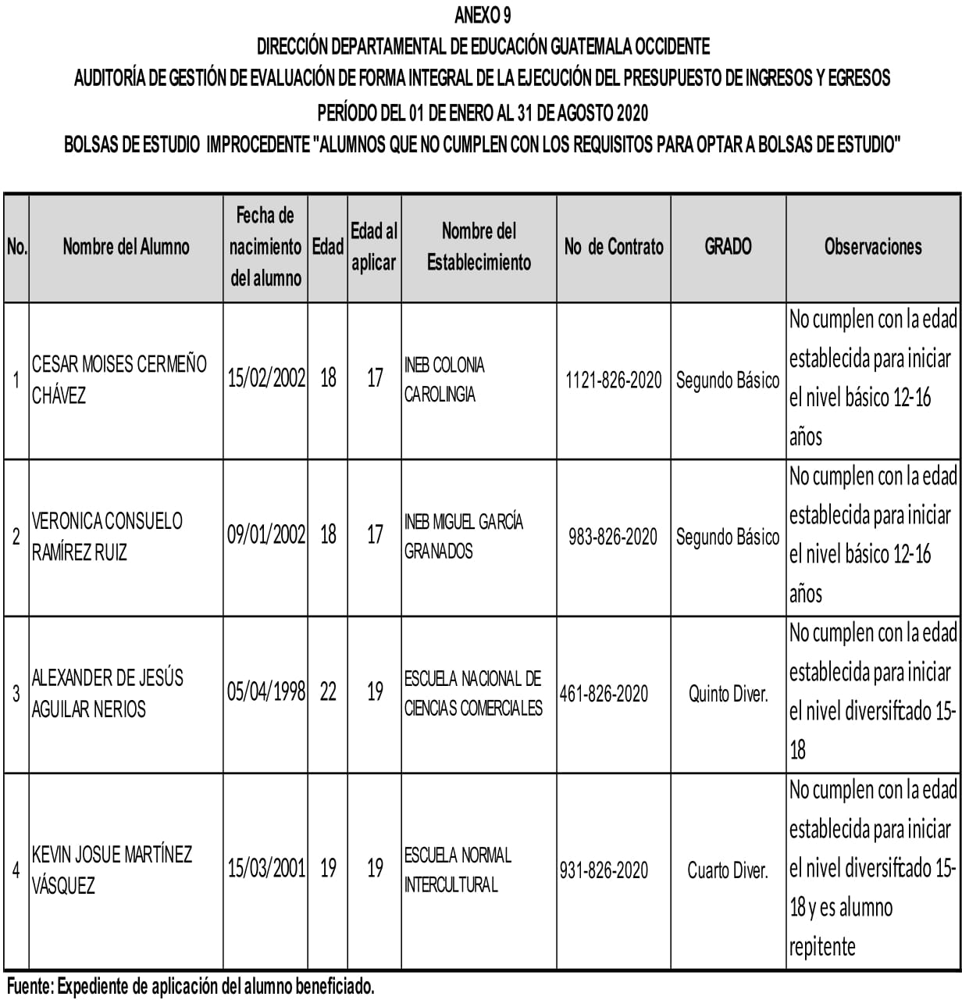 ANEXO 9
DIRECCIÓN DEPARTAMENTAL DE EDUCACIÓN GUATEMALA OCCIDENTE
AUDITORÍA DE GESTIÓN DE EVALUACIÓN DE FORMA INTEGRAL DE LA EJECUCIÓN DEL PRESUPUESTO DE INGRESOS Y EGRESOS
PERÍODO DEL 01 DE ENERO AL 31 DE AGOSTO 2020
BOLSAS DE ESTUDIO IMPROCEDENTE "ALUMNOS QUE NO CUMPLEN CON LOS REQUISITOS PARA OPTAR A BOLSAS DE ESTUDIO"
No.
Nombre del Alumno
Fecha de
nacimiento
del alumno
Edad
Edad al
aplicar
Nombre del
Establecimiento
No de Contrato
GRADO
Observaciones
1
CESAR MOISES CERMEÑO
CHÁVEZ
15/02/2002
18
17
INEB COLONIA
CAROLINGIA
1121-826-2020
Segundo Básico
No cumplen con la edad
establecida para iniciar
el nivel básico 12-16
años
2
VERONICA CONSUELO
RAMÍREZ RUIZ
09/01/2002
18
17
INEB MIGUEL GARCÍA
GRANADOS
983-826-2020
Segundo Básico
No cumplen con la edad
establecida para iniciar
el nivel básico 12-16
años
3
ALEXANDER DE JESÚS
AGUILAR NERIOS
05/04/1998
22
19
ESCUELA NACIONAL DE
CIENCIAS COMERCIALES
461-826-2020
Quinto Diver.
No cumplen con la edad
establecida para iniciar
el nivel diversificado 15-
18
4
KEVIN JOSUE MARTÍNEZ
VÁSQUEZ
15/03/2001
19
19
ESCUELA NORMAL
INTERCULTURAL
931-826-2020
Cuarto Diver.
No cumplen con la edad
establecida para iniciar
el nivel diversificado 15-
18 y es alumno
repitente
Fuente: Expediente de aplicación del alumno beneficiado.